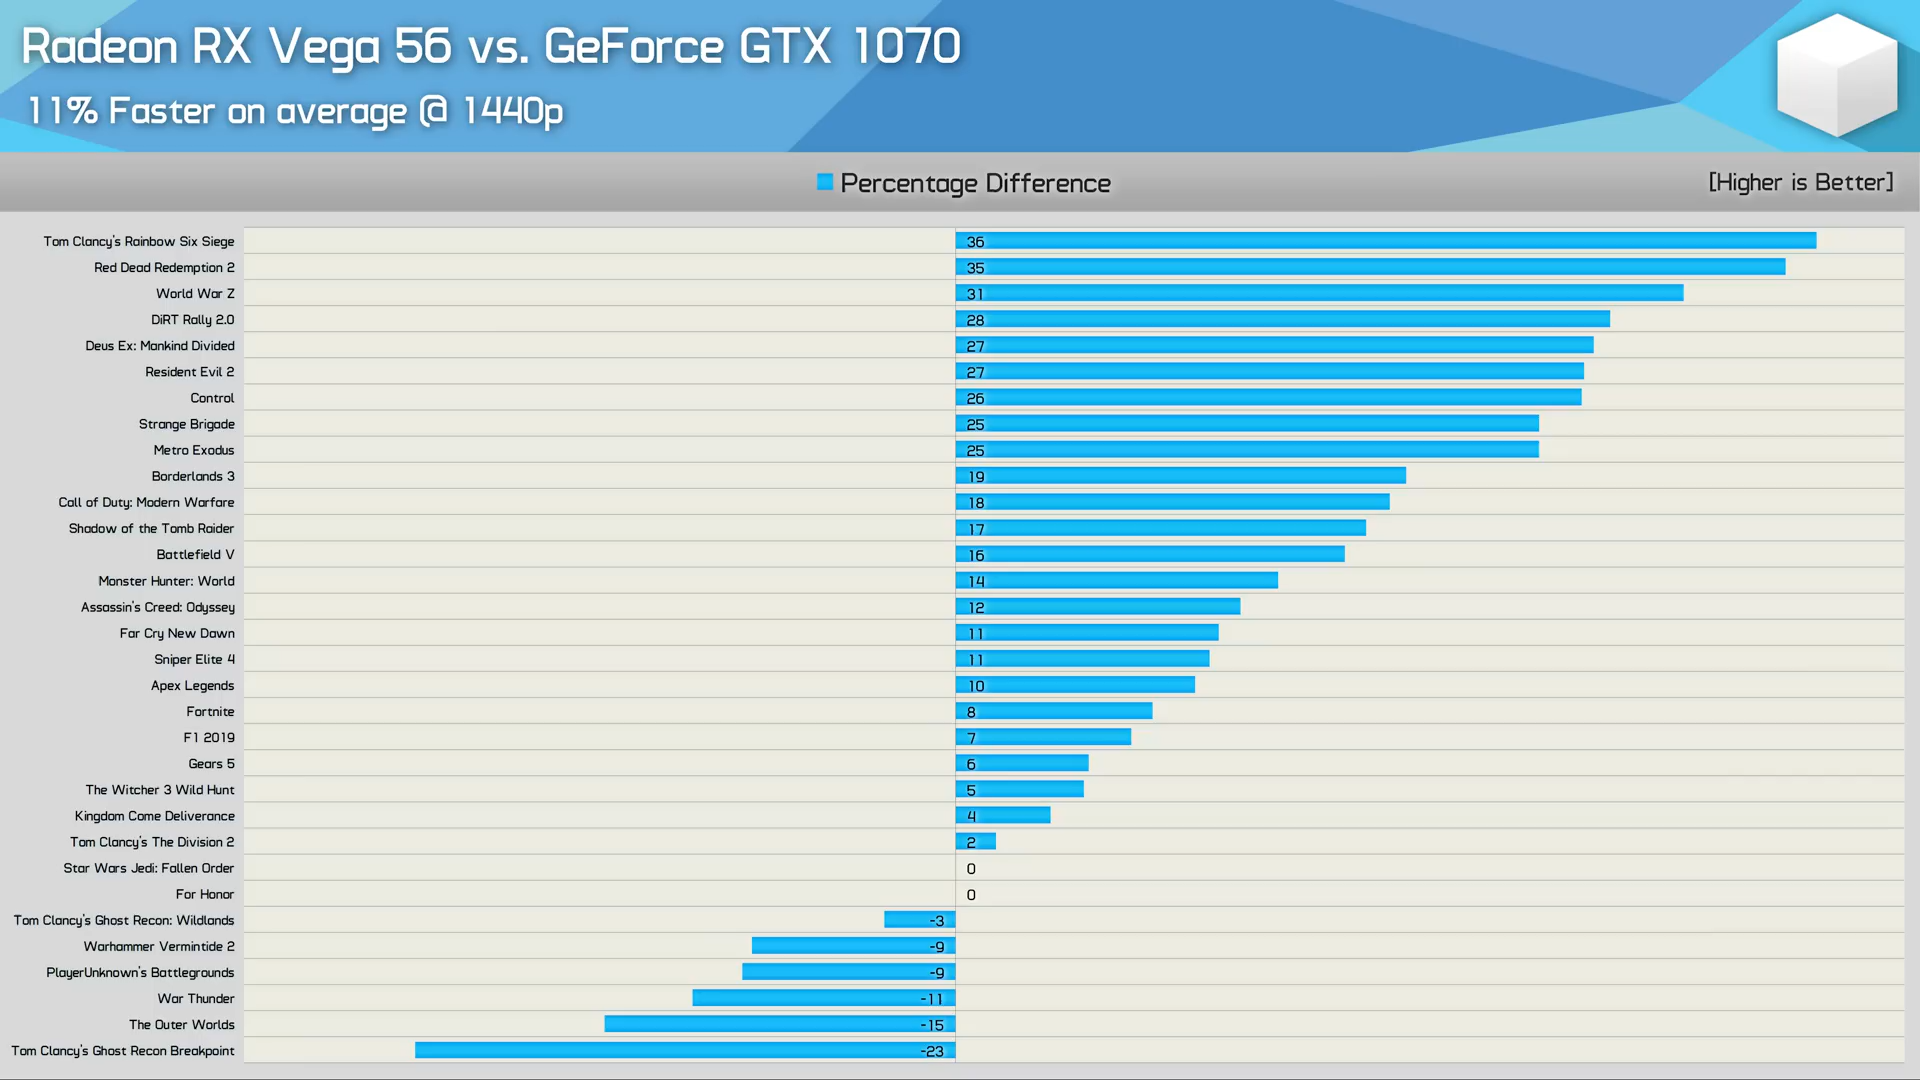 Radeon RX Vega 56 vs. GeForce GTX 1070
11% Faster on average @ 1440p
Percentage Difference
[Higher is Better]
Tom Clancy's Rainbow Six Siege 36
Red Dead Redemption 2 35
World War Z 31
DiRT Rally 2.0 28
Deus Ex: Mankind Divided 27
Resident Evil 2 27
Control 26
Strange Brigade 25
Metro Exodus 25
Borderlands 3 19
Call of Duty: Modern Warfare 18
Shadow of the Tomb Raider 17
Battlefield V 16
Monster Hunter: World 14
Assassin's Creed: Odyssey 12
Far Cry New Dawn 11
Sniper Elite 4 11
Apex Legends 10
Fortnite 8
F1 2019 7
Gears 5 6
The Witcher 3 Wild Hunt 5
Kingdom Come Deliverance 4
Tom Clancy's The Division 2 2
Star Wars Jedi: Fallen Order 0
For Honor 0
Tom Clancy's Ghost Recon: Wildlands -3
Warhammer Vermintide 2 -9
PlayerUnknown's Battlegrounds -9
War Thunder -11
The Outer Worlds -15
Tom Clancy's Ghost Recon Breakpoint -23